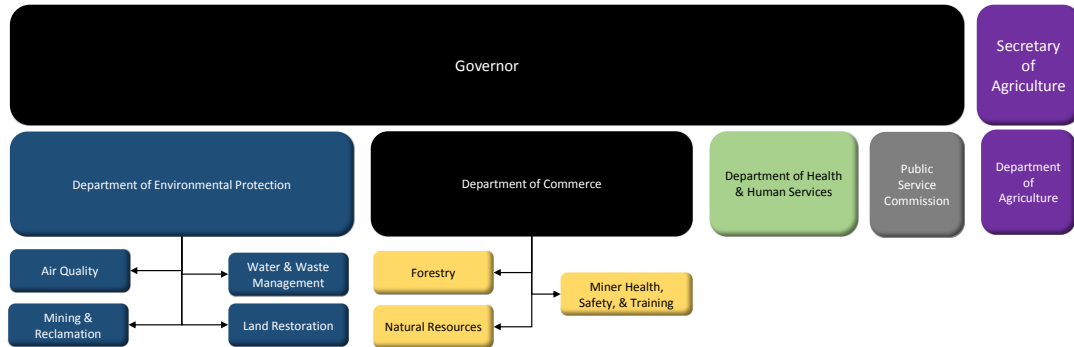 Governor
Secretary
of
Agriculture
Department of Environmental Protection
Department of Commerce
Department of Health
& Human Services
Public
Service
Commission
Department
of
Agriculture
Air Quality
Water & Waste
Management
Forestry
Miner Health,
Safety, & Training
Mining &
Reclamation
Land Restoration
Natural Resources